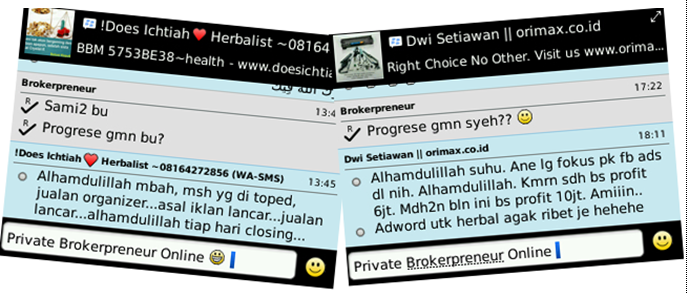 !Does Ichtiah❤ Herbalist ~08164
BBM 5753BE38~health - www.doesichtia
الله فيك
Brokerpreneur
Sami2 bu
13:4
Progrese gmn bu?
!Does Ichtiah❤ Herbalist ~08164272856 (WA-SMS)
Alhamdulillah mbah, msh yg di toped,
13:45
jualan organizer...asal iklan lancar...jualan
lancar...alhamdulillah tiap hari closing...
Private Brokerpreneur Online 😀
Dwi Setiawan || orimax.co.id
Right Choice No Other. Visit us www.orima...
17:22
Brokerpreneur
R Progrese gmn syeh?? 🙂
18:11
Dwi Setiawan || orimax.co.id
Alhamdulillah suhu. Ane lg fokus pk fb ads
dl nih. Alhamdulillah. Kmrn sdh bs profit
6jt. Mdh2n bln ini bs profit 10jt. Amiiin..
Adword utk herbal agak ribet je hehehe
Private Brokerpreneur Online